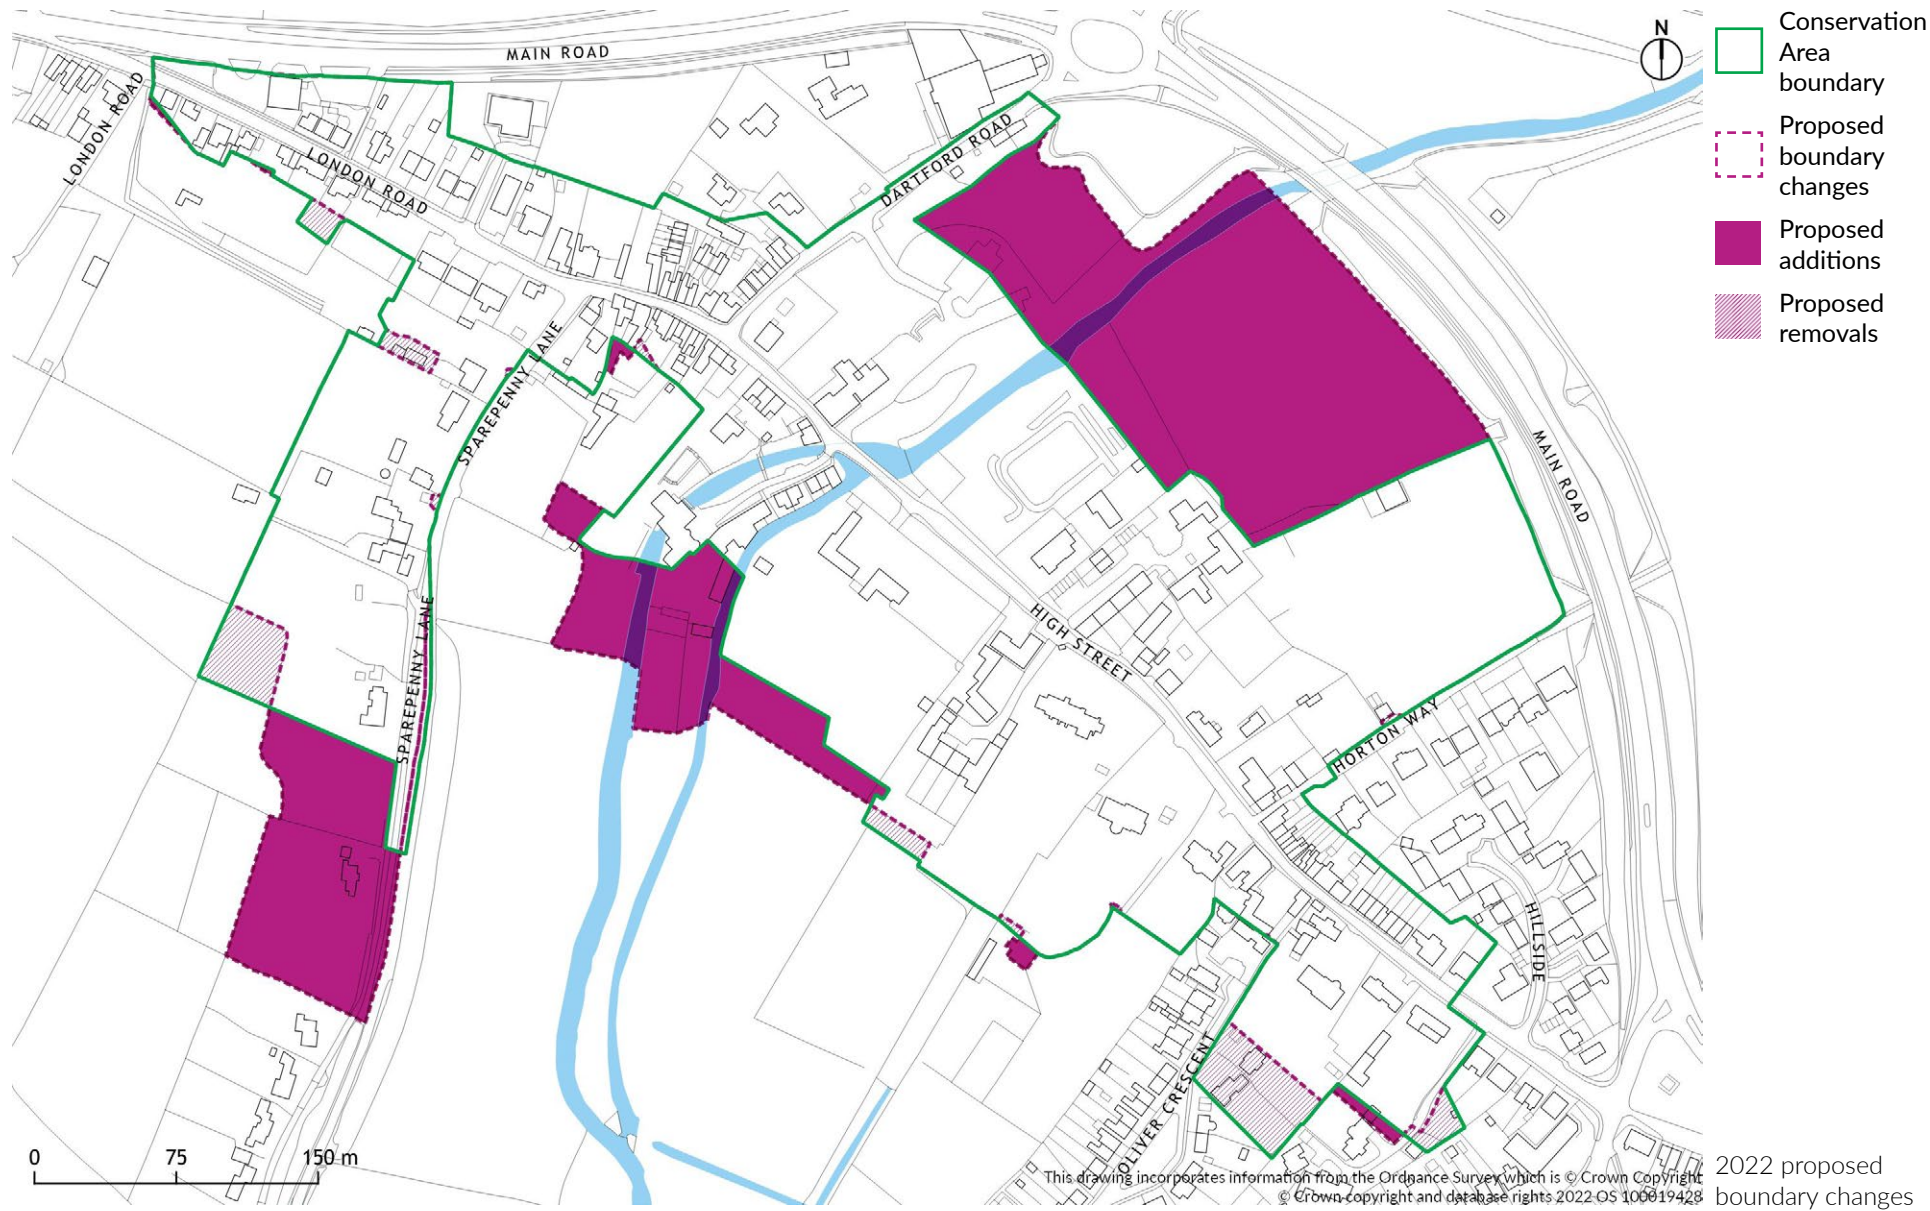 MAIN ROAD
N
Conservation
Area
boundary
Proposed
boundary
changes
Proposed
additions
Proposed
removals
LONDON ROAD
LONDON ROAD
DARTFORD ROAD
SPAREPENNY LANE
MAIN ROAD
SPAREPENNY LANE
HIGH STREET
HORTON WAY
HILLSIDE
OLIVER CRESCENT
0 75 150 m
This drawing incorporates information from the Ordnance Survey which is © Crown Copyright
© Crown copyright and database rights 2022 OS 100019428
2022 proposed
boundary changes